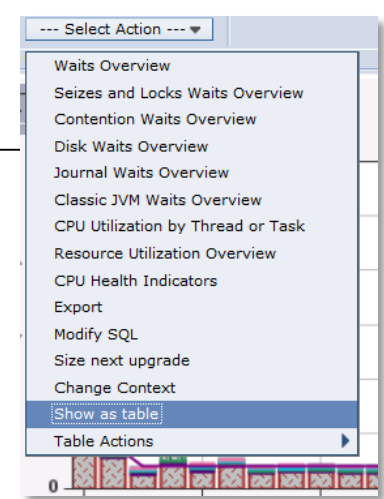 --- Select Action ---
Waits Overview
Seizes and Locks Waits Overview
Contention Waits Overview
Disk Waits Overview
Journal Waits Overview
Classic JVM Waits Overview
CPU Utilization by Thread or Task
Resource Utilization Overview
CPU Health Indicators
Export
Modify SQL
Size next upgrade
Change Context
Show as table
Table Actions
0